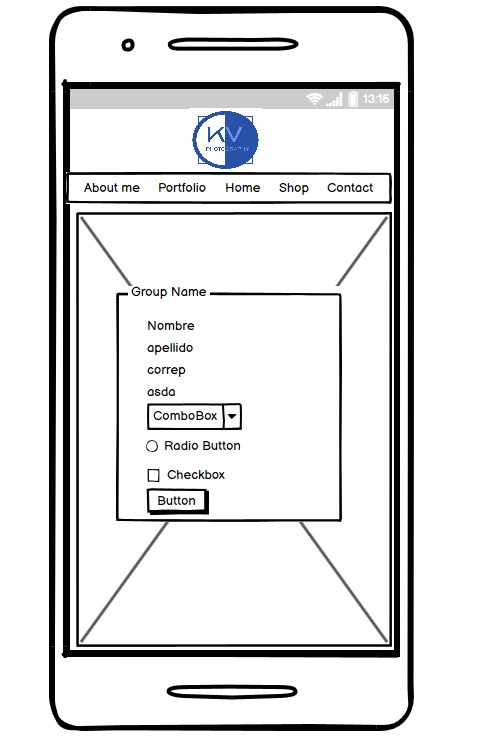 13:16
KV
PHOTOGRAPHY
About me Portfolio Home Shop Contact
Group Name
Nombre
apellido
correp
asda
ComboBox
Radio Button
Checkbox
Button